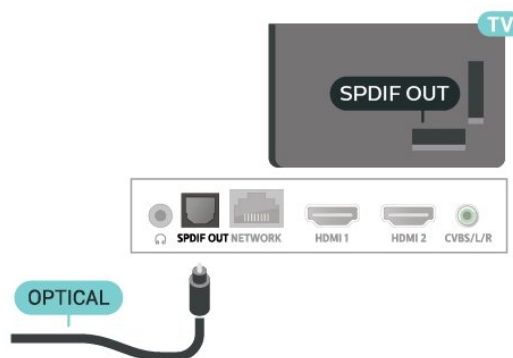 TV
SPDIF OUT
SPDIF OUT NETWORK HDMI 1 HDMI 2 CVBS/L/R
OPTICAL